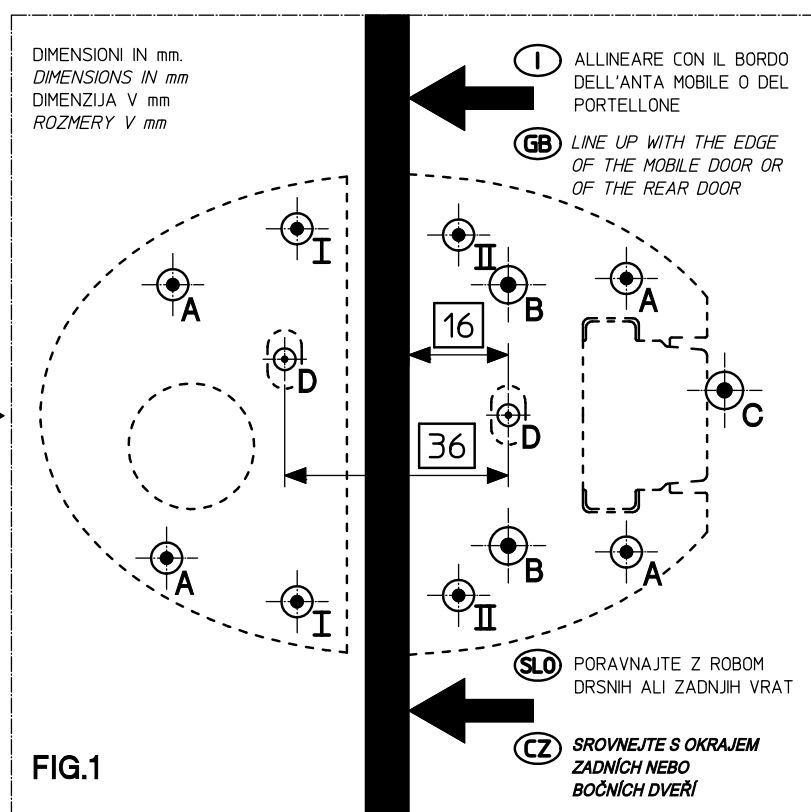 DIMENSIONI IN mm.
DIMENSIONS IN mm
DIMENZIJA V mm
ROZMERY V mm
I ALLINEARE CON IL BORDO
DELL'ANTA MOBILE O DEL
PORTELLONE
GB LINE UP WITH THE EDGE
OF THE MOBILE DOOR OR
OF THE REAR DOOR
I
II
A
B
A
16
D
C
D
36
A
B
A
I
II
SLO PORAVNAJTE Z ROBOM
DRSNIH ALI ZADNJIH VRAT
CZ SROVNEJTE S OKRAJEM
ZADNÍCH NEBO
BOČNÍCH DVEŘÍ
FIG.1